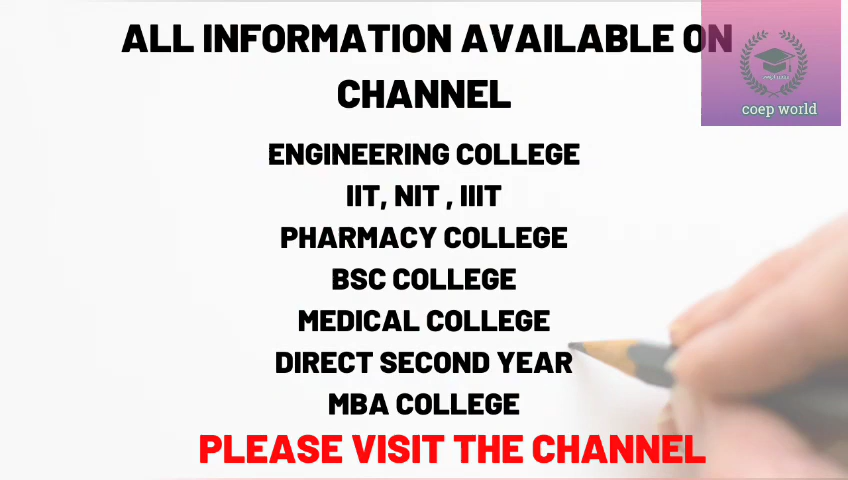 ALL INFORMATION AVAILABLE ON
CHANNEL
ENGINEERING COLLEGE
IIT, NIT , IIIT
PHARMACY COLLEGE
BSC COLLEGE
MEDICAL COLLEGE
DIRECT SECOND YEAR
MBA COLLEGE
PLEASE VISIT THE CHANNEL
coep world